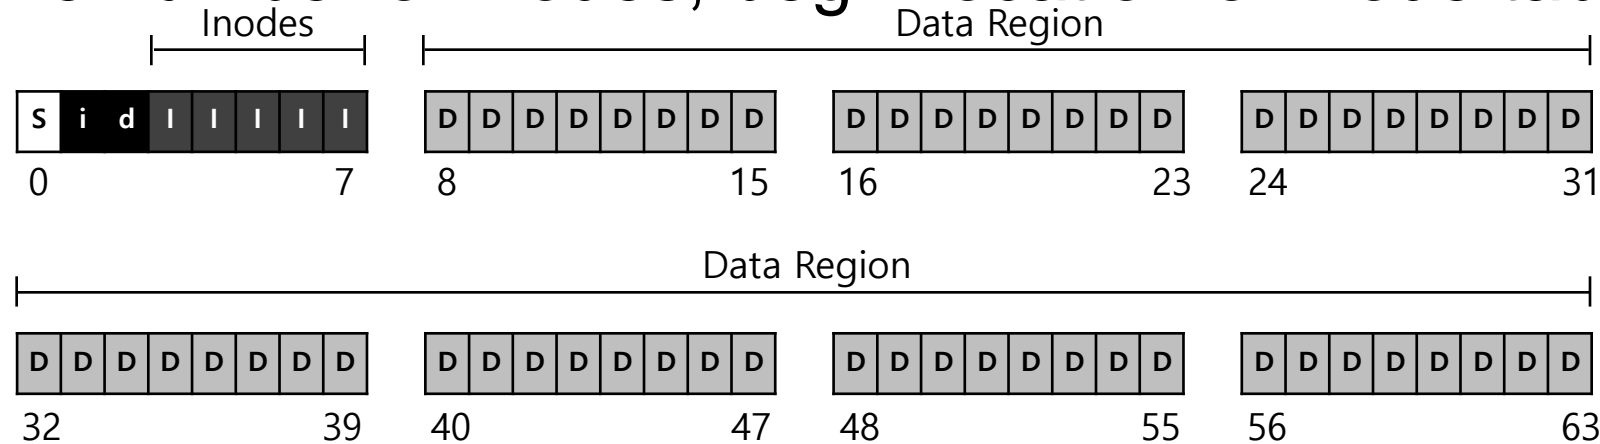 Inodes Data Region
S i d I I I I I D D D D D D D D D D D D D D D D D D D D D D D D
0 7 8 15 16 23 24 31
Data Region
D D D D D D D D D D D D D D D D D D D D D D D D D D D D D D D D
32 39 40 47 48 55 56 63